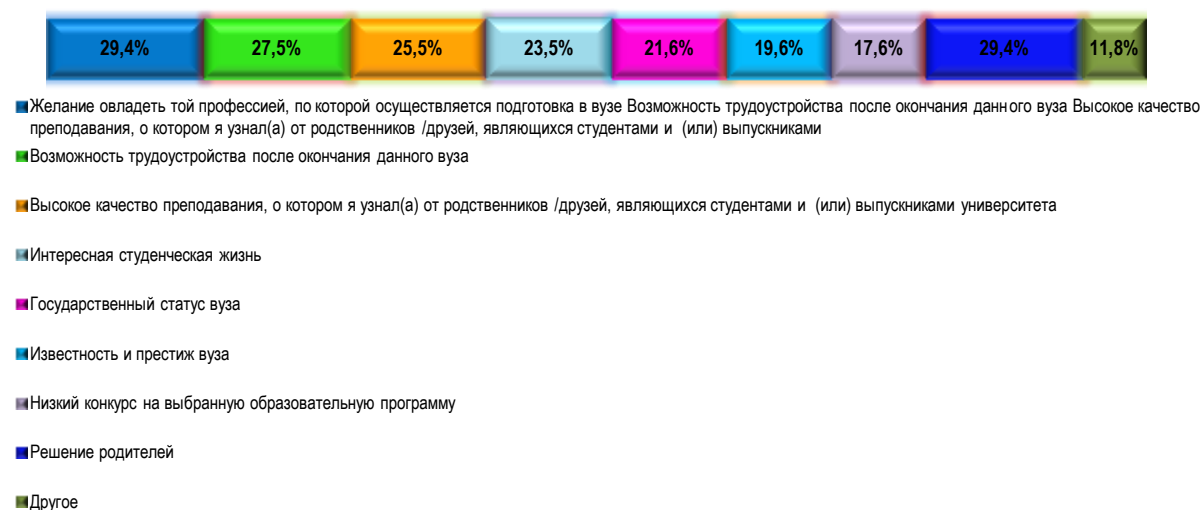 29,4% 27,5% 25,5% 23,5% 21,6% 19,6% 17,6% 29,4% 11,8%
Желание овладеть той профессией, по которой осуществляется подготовка в вузе Возможность трудоустройства после окончания данного вуза Высокое качество
преподавания, о котором я узнал(а) от родственников /друзей, являющихся студентами и (или) выпускниками
Возможность трудоустройства после окончания данного вуза
Высокое качество преподавания, о котором я узнал(а) от родственников /друзей, являющихся студентами и (или) выпускниками университета
Интересная студенческая жизнь
Государственный статус вуза
Известность и престиж вуза
Низкий конкурс на выбранную образовательную программу
Решение родителей
Другое